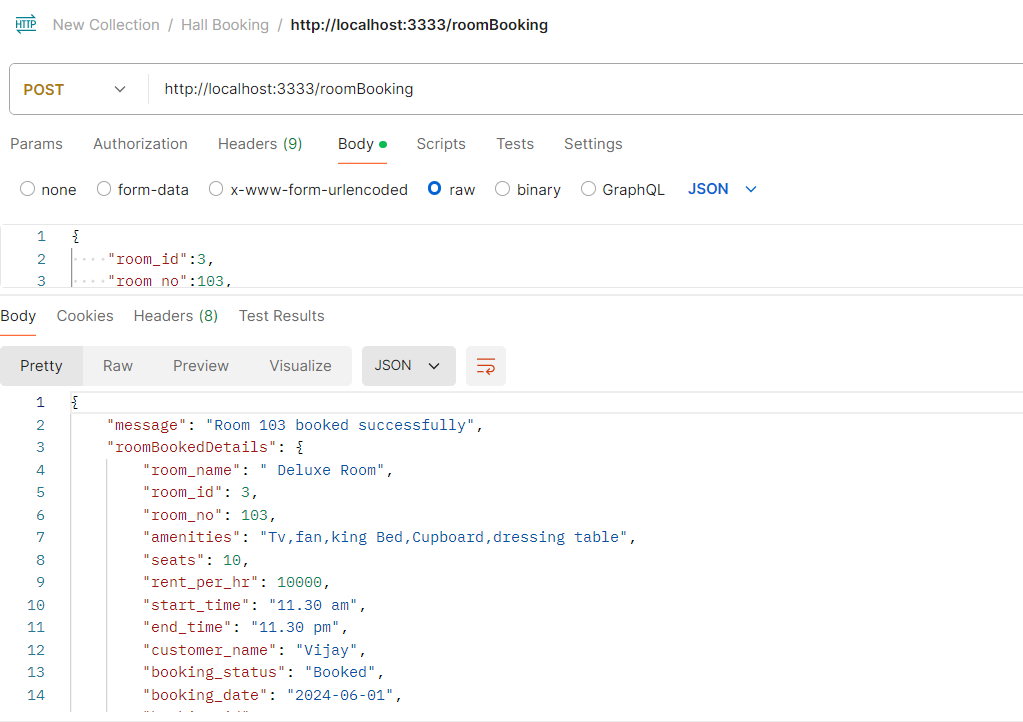 HTTP New Collection / Hall Booking / http://localhost:3333/roomBooking
POST http://localhost:3333/roomBooking
Params Authorization Headers (9) Body Scripts Tests Settings
none form-data x-www-form-urlencoded raw binary GraphQL JSON
1 {
2 "room_id":3,
3 "room_no":103,
Body Cookies Headers (8) Test Results
Pretty Raw Preview Visualize JSON
1 {
2 "message": "Room 103 booked successfully",
3 "roomBookedDetails": {
4 "room_name": " Deluxe Room",
5 "room_id": 3,
6 "room_no": 103,
7 "amenities": "Tv,fan,king Bed,Cupboard,dressing table",
8 "seats": 10,
9 "rent_per_hr": 10000,
10 "start_time": "11.30 am",
11 "end_time": "11.30 pm",
12 "customer_name": "Vijay",
13 "booking_status": "Booked",
14 "booking_date": "2024-06-01",